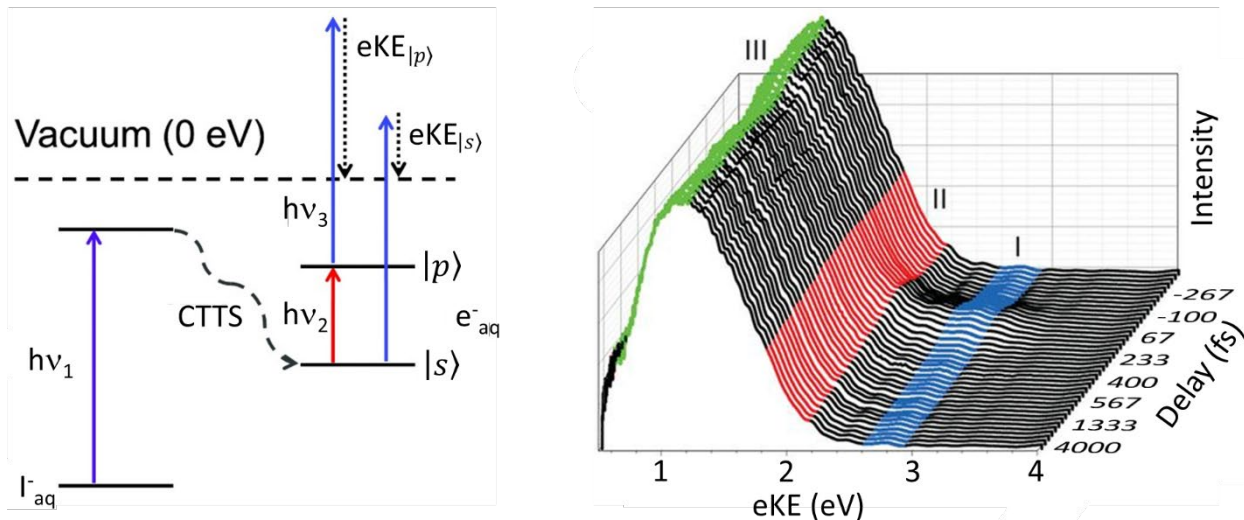 eKE|p⟩
Vacuum (0 eV)
eKE|s⟩
hν3
|p⟩
CTTS
hν2
e-aq
hν1
|s⟩
I-aq
III
II
I
Intensity
-267
-100
67
233
400
567
1333
4000
Delay (fs)
1 2 3 4
eKE (eV)